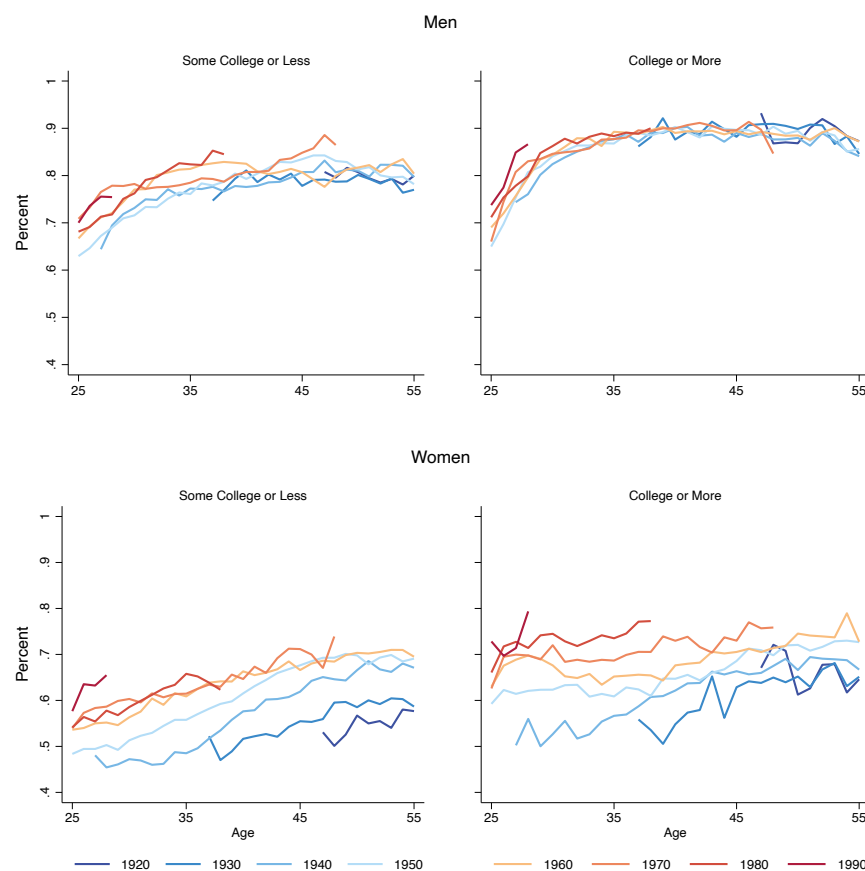 Men
Some College or Less
College or More
Percent
1
.9
.8
.7
.6
.5
.4
25 35 45 55
25 35 45 55
Women
Some College or Less
College or More
Percent
1
.9
.8
.7
.6
.5
.4
25 35 45 55
25 35 45 55
Age
Age
1920 1930 1940 1950
1960 1970 1980 1990